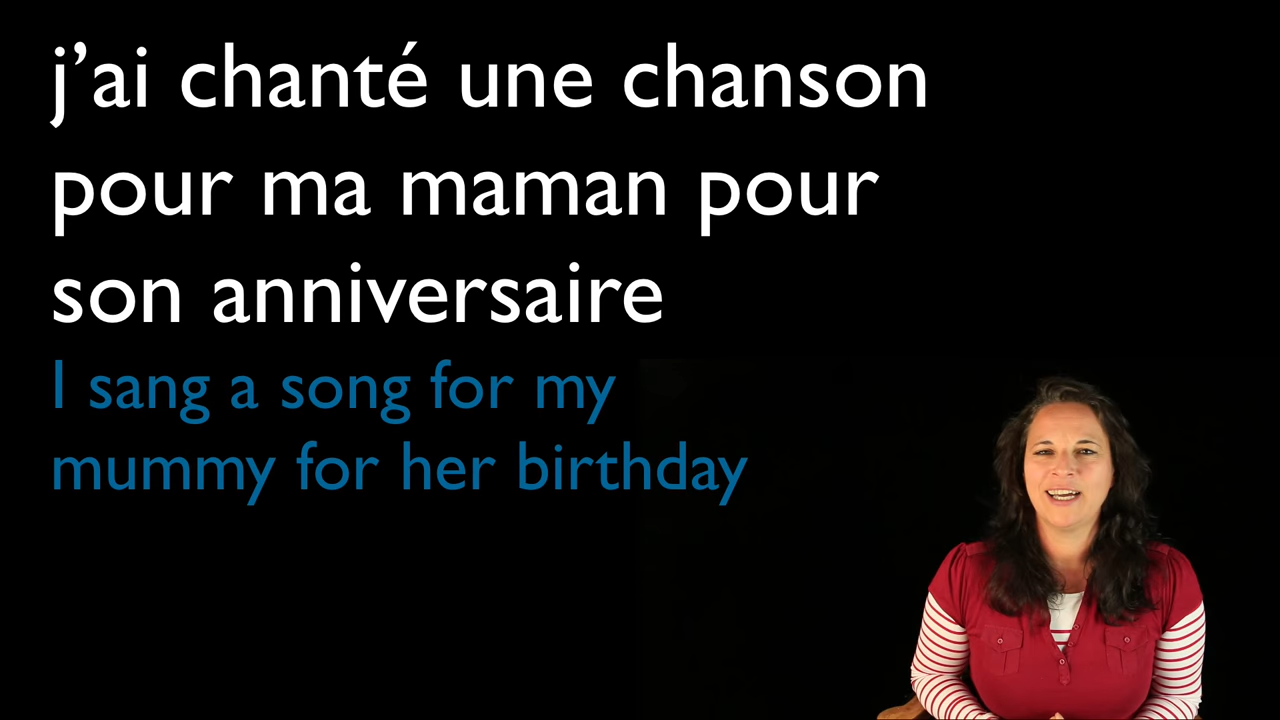 j’ai chanté une chanson
pour ma maman pour
son anniversaire
I sang a song for my
mummy for her birthday